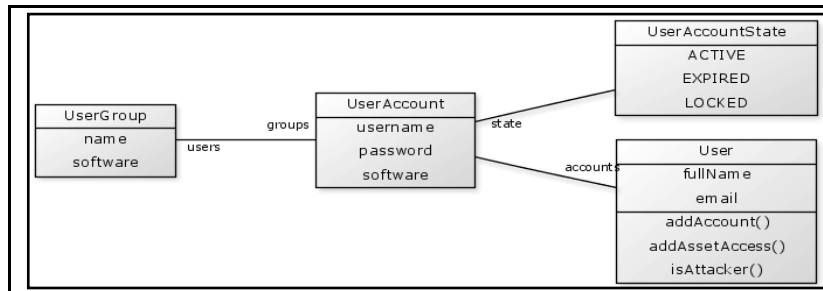 UserGroup
name
software
users
groups
UserAccount
username
password
software
state
accounts
UserAccountState
ACTIVE
EXPIRED
LOCKED
User
fullName
email
addAccount()
addAssetAccess()
isAttacker()